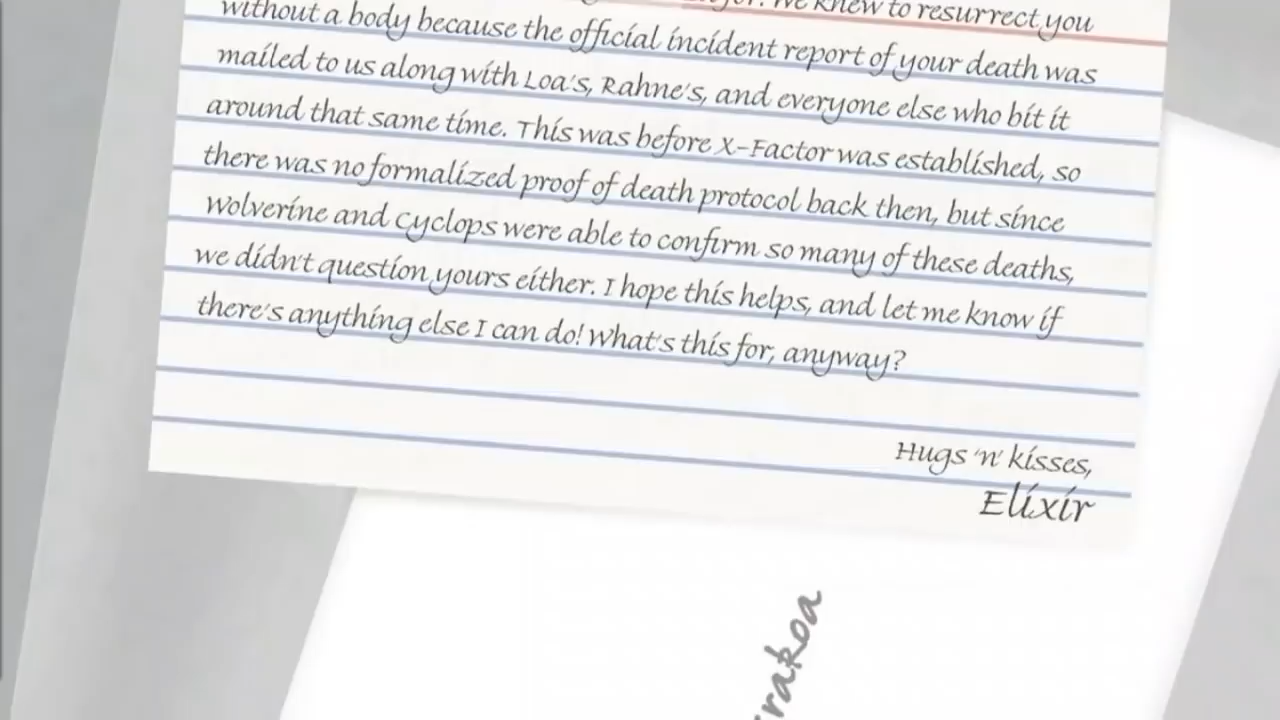 knew to resurrect you
without a body because the official incident report of your death was
mailed to us along with Loa's, Rahne's, and everyone else who bit it
around that same time. This was before X-Factor was established, so
there was no formalized proof of death protocol back then, but since
Wolverine and Cyclops were able to confirm so many of these deaths,
we didn't question yours either. I hope this helps, and let me know if
there's anything else I can do! What's this for, anyway?
Hugs 'n' kisses,
Elixir